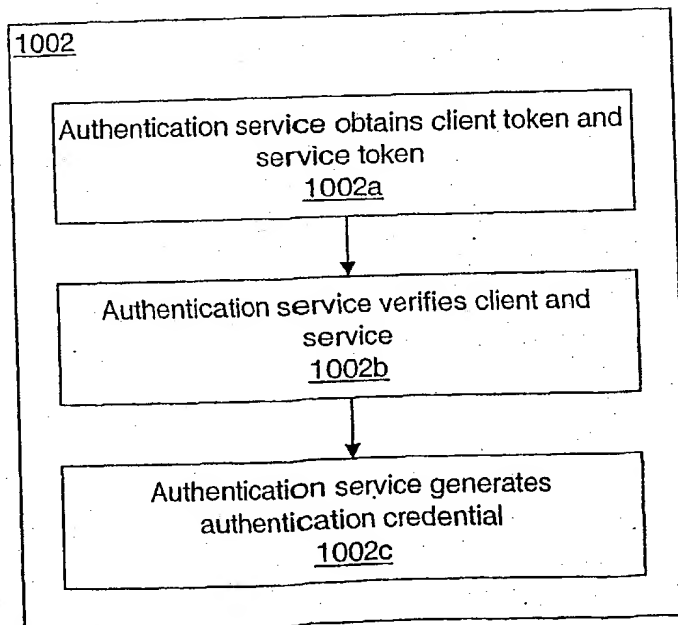 1002
Authentication service obtains client token and
service token
1002a
Authentication service verifies client and
service
1002b
Authentication service generates
authentication credential
1002c